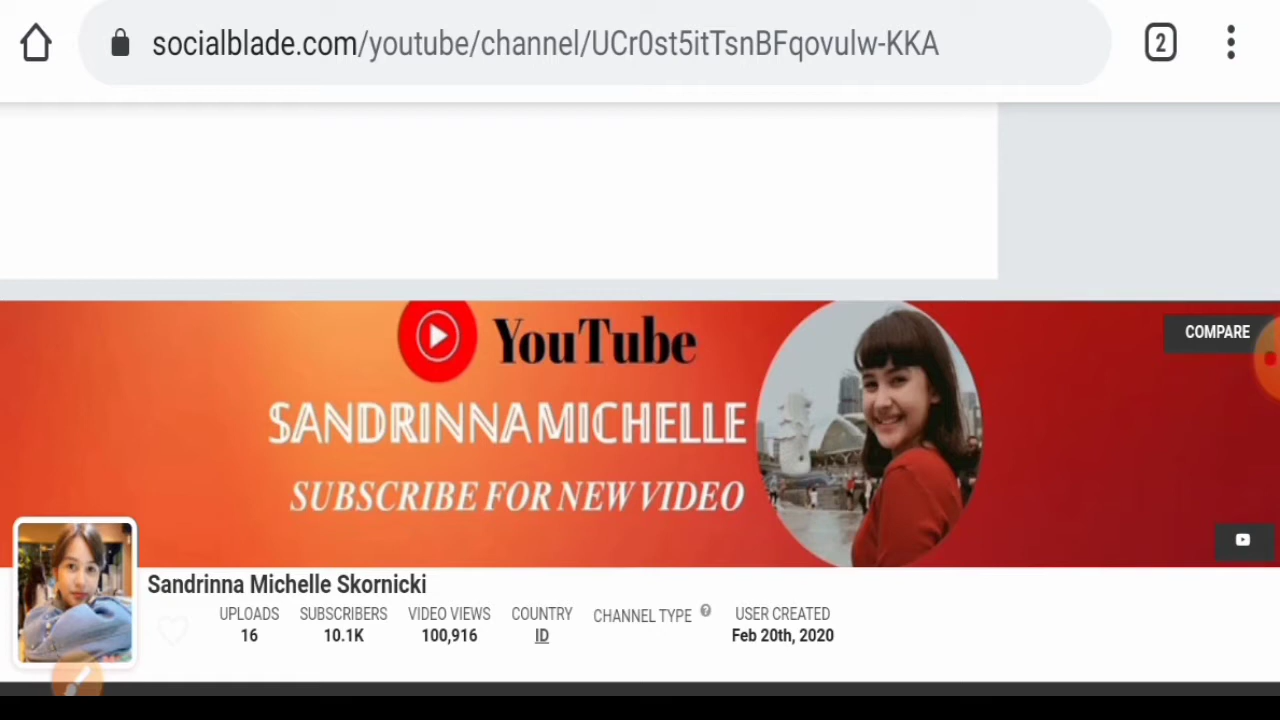 socialblade.com/youtube/channel/UCr0st5itTsnBFqovulw-KKA
2
YouTube
COMPARE
SANDRINNA MICHELLE
SUBSCRIBE FOR NEW VIDEO
Sandrinna Michelle Skornicki
UPLOADS SUBSCRIBERS VIDEO VIEWS COUNTRY CHANNEL TYPE ? USER CREATED
16 10.1K 100,916 ID Feb 20th, 2020